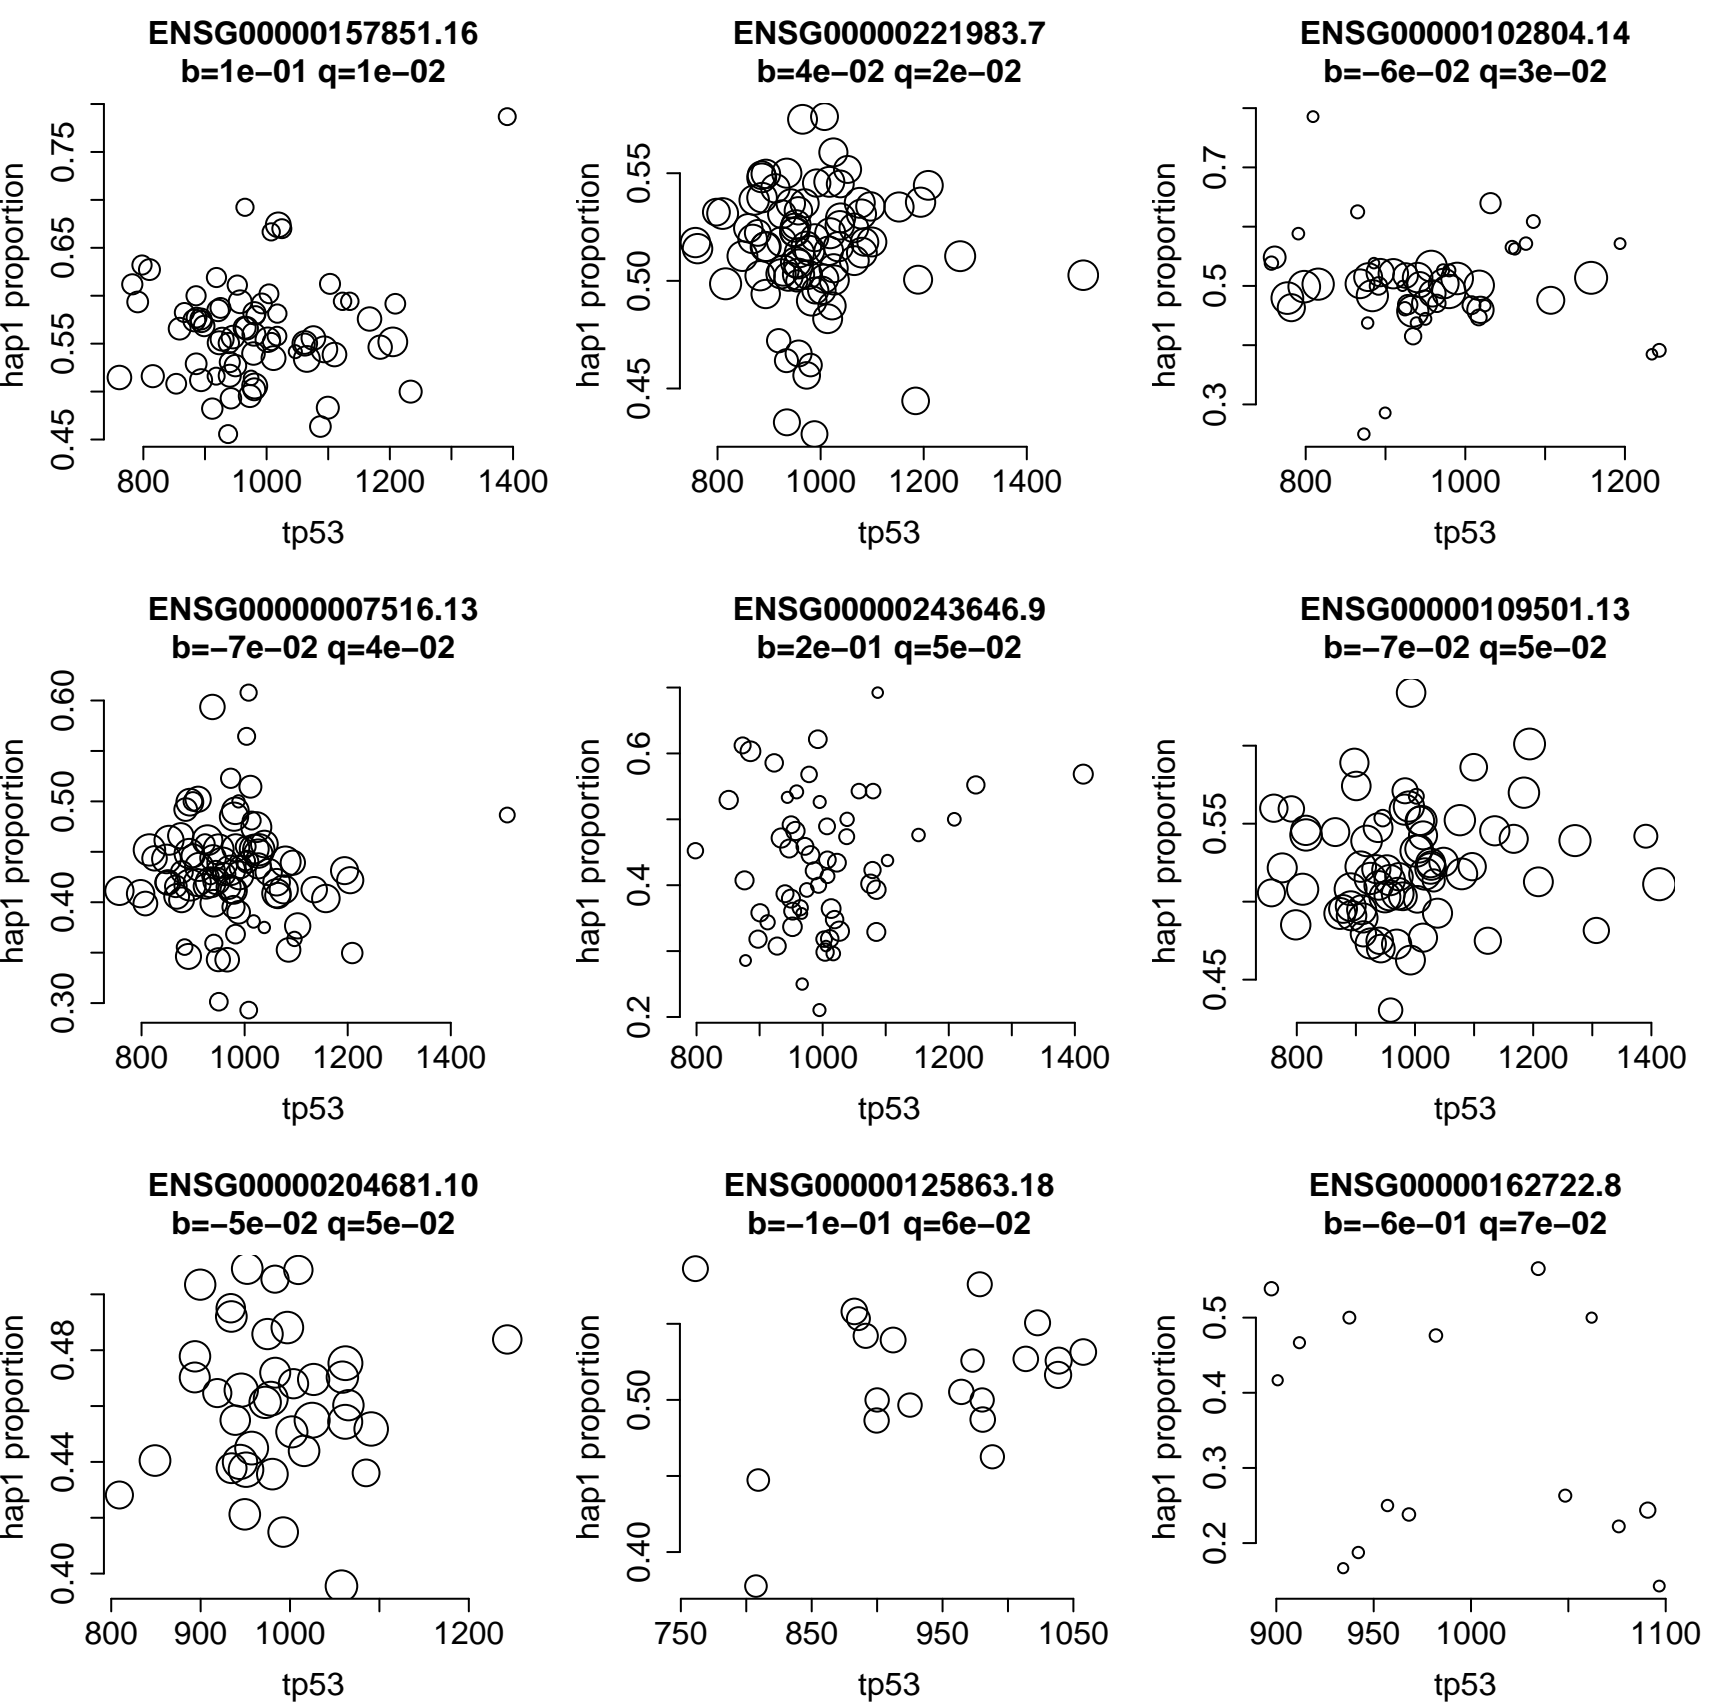 ENSG00000157851.16
b=1e−01 q=1e−02
hap1 proportion
0.45 0.55 0.65 0.75
800 1000 1200 1400
tp53
ENSG00000221983.7
b=4e−02 q=2e−02
hap1 proportion
0.45 0.50 0.55
800 1000 1200 1400
tp53
ENSG00000102804.14
b=−6e−02 q=3e−02
hap1 proportion
0.3 0.5 0.7
800 1000 1200
tp53
ENSG00000007516.13
b=−7e−02 q=4e−02
hap1 proportion
0.30 0.40 0.50 0.60
800 1000 1200 1400
tp53
ENSG00000243646.9
b=2e−01 q=5e−02
hap1 proportion
0.2 0.4 0.6
800 1000 1200 1400
tp53
ENSG00000109501.13
b=−7e−02 q=5e−02
hap1 proportion
0.45 0.55
800 1000 1200 1400
tp53
ENSG00000204681.10
b=−5e−02 q=5e−02
hap1 proportion
0.40 0.44 0.48
800 900 1000 1200
tp53
ENSG00000125863.18
b=−1e−01 q=6e−02
hap1 proportion
0.40 0.50
750 850 950 1050
tp53
ENSG00000162722.8
b=−6e−01 q=7e−02
hap1 proportion
0.2 0.3 0.4 0.5
900 950 1000 1100
tp53